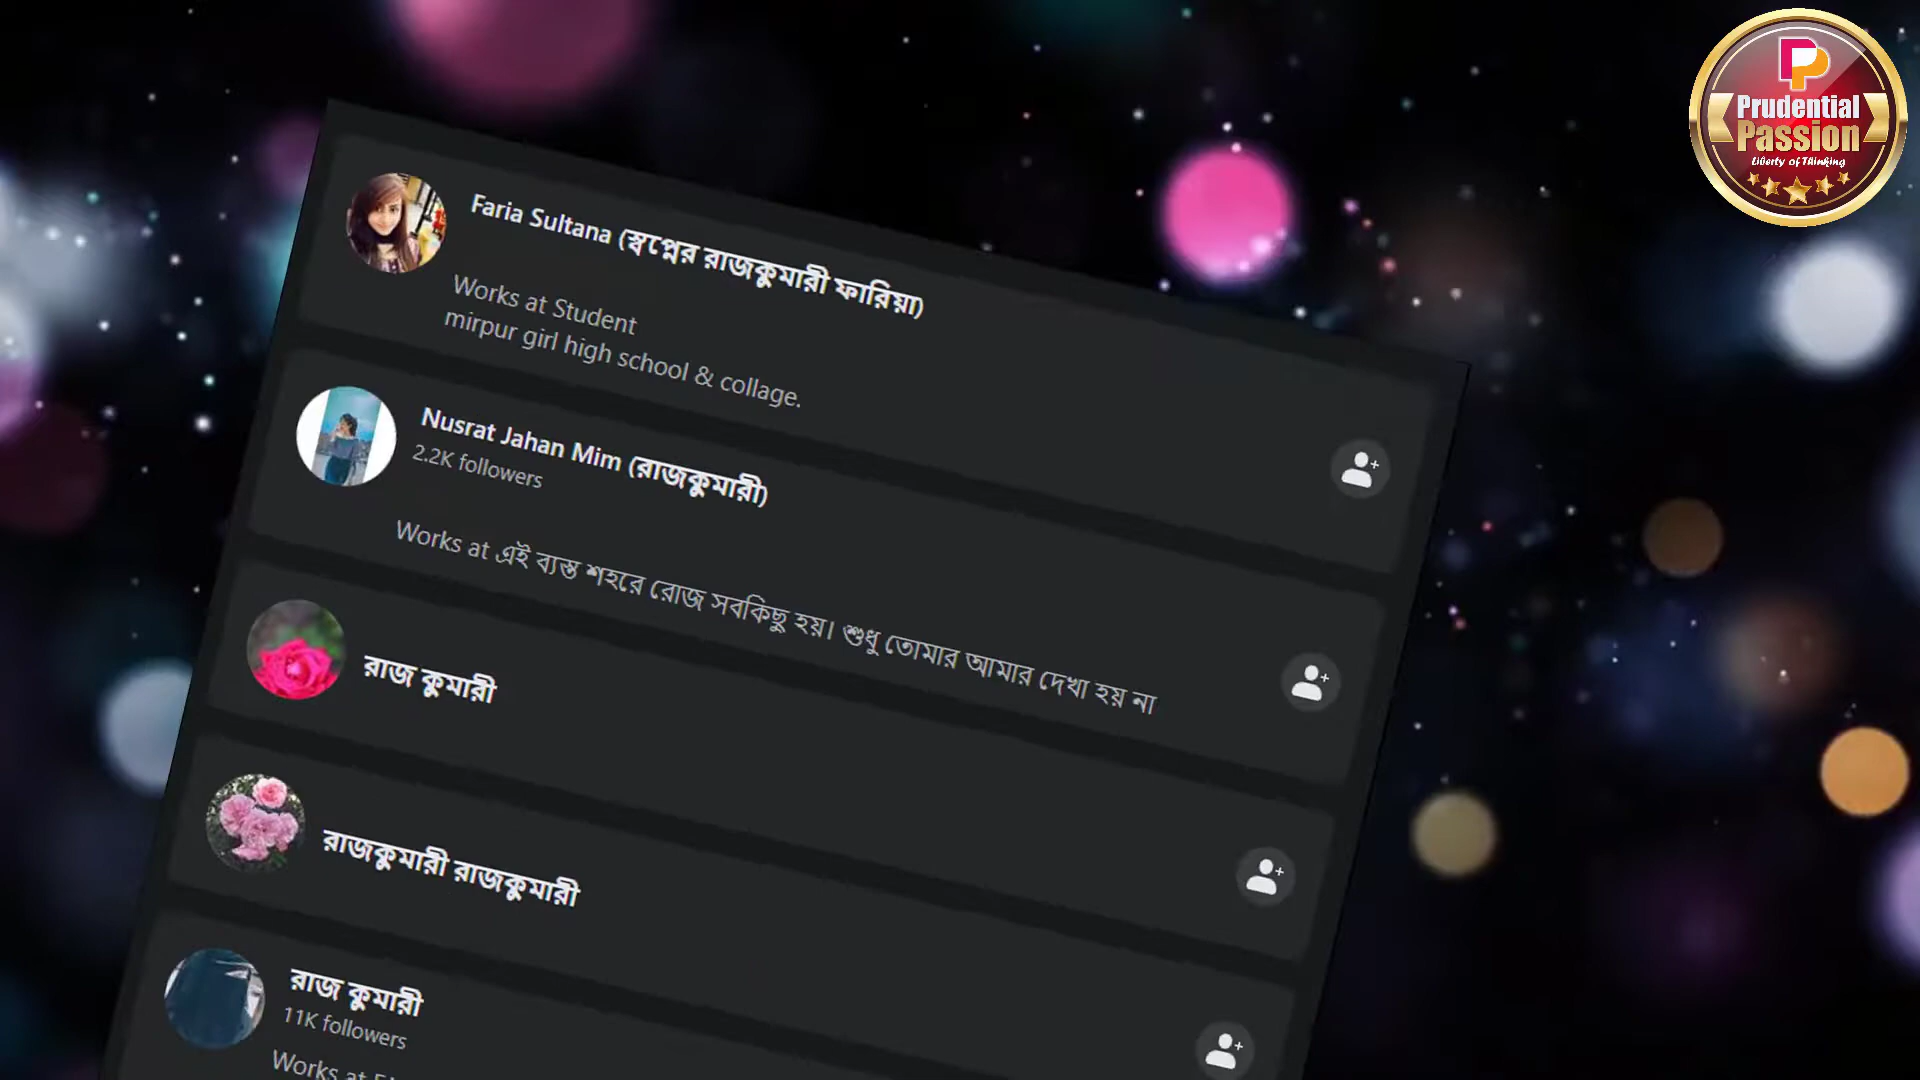 Prudential
Passion
Liberty of Thinking
Faria Sultana (স্বপ্নের রাজকুমারী ফারিয়া)
Works at Student
mirpur girl high school & collage.
Nusrat Jahan Mim (রাজকুমারী)
2.2K followers
Works at এই ব্যস্ত শহরে রোজ সবকিছু হয়। শুধু তোমার আমার দেখা হয় না
রাজ কুমারী
রাজকুমারী রাজকুমারী
রাজ কুমারী
11K followers
Works at